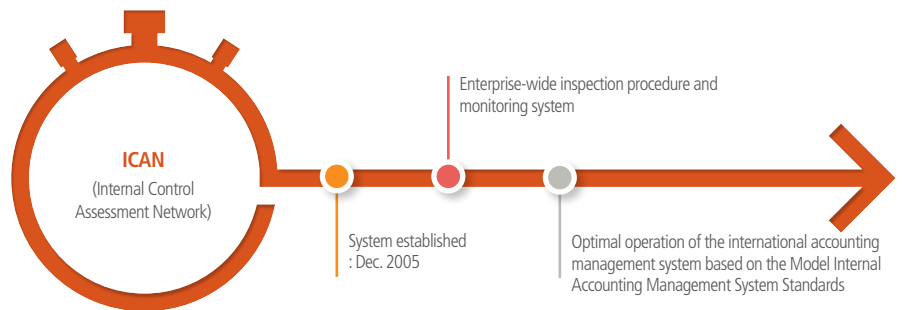 ICAN
(Internal Control
Assessment Network)
Enterprise-wide inspection procedure and
monitoring system
System established
: Dec. 2005
Optimal operation of the international accounting
management system based on the Model Internal
Accounting Management System Standards